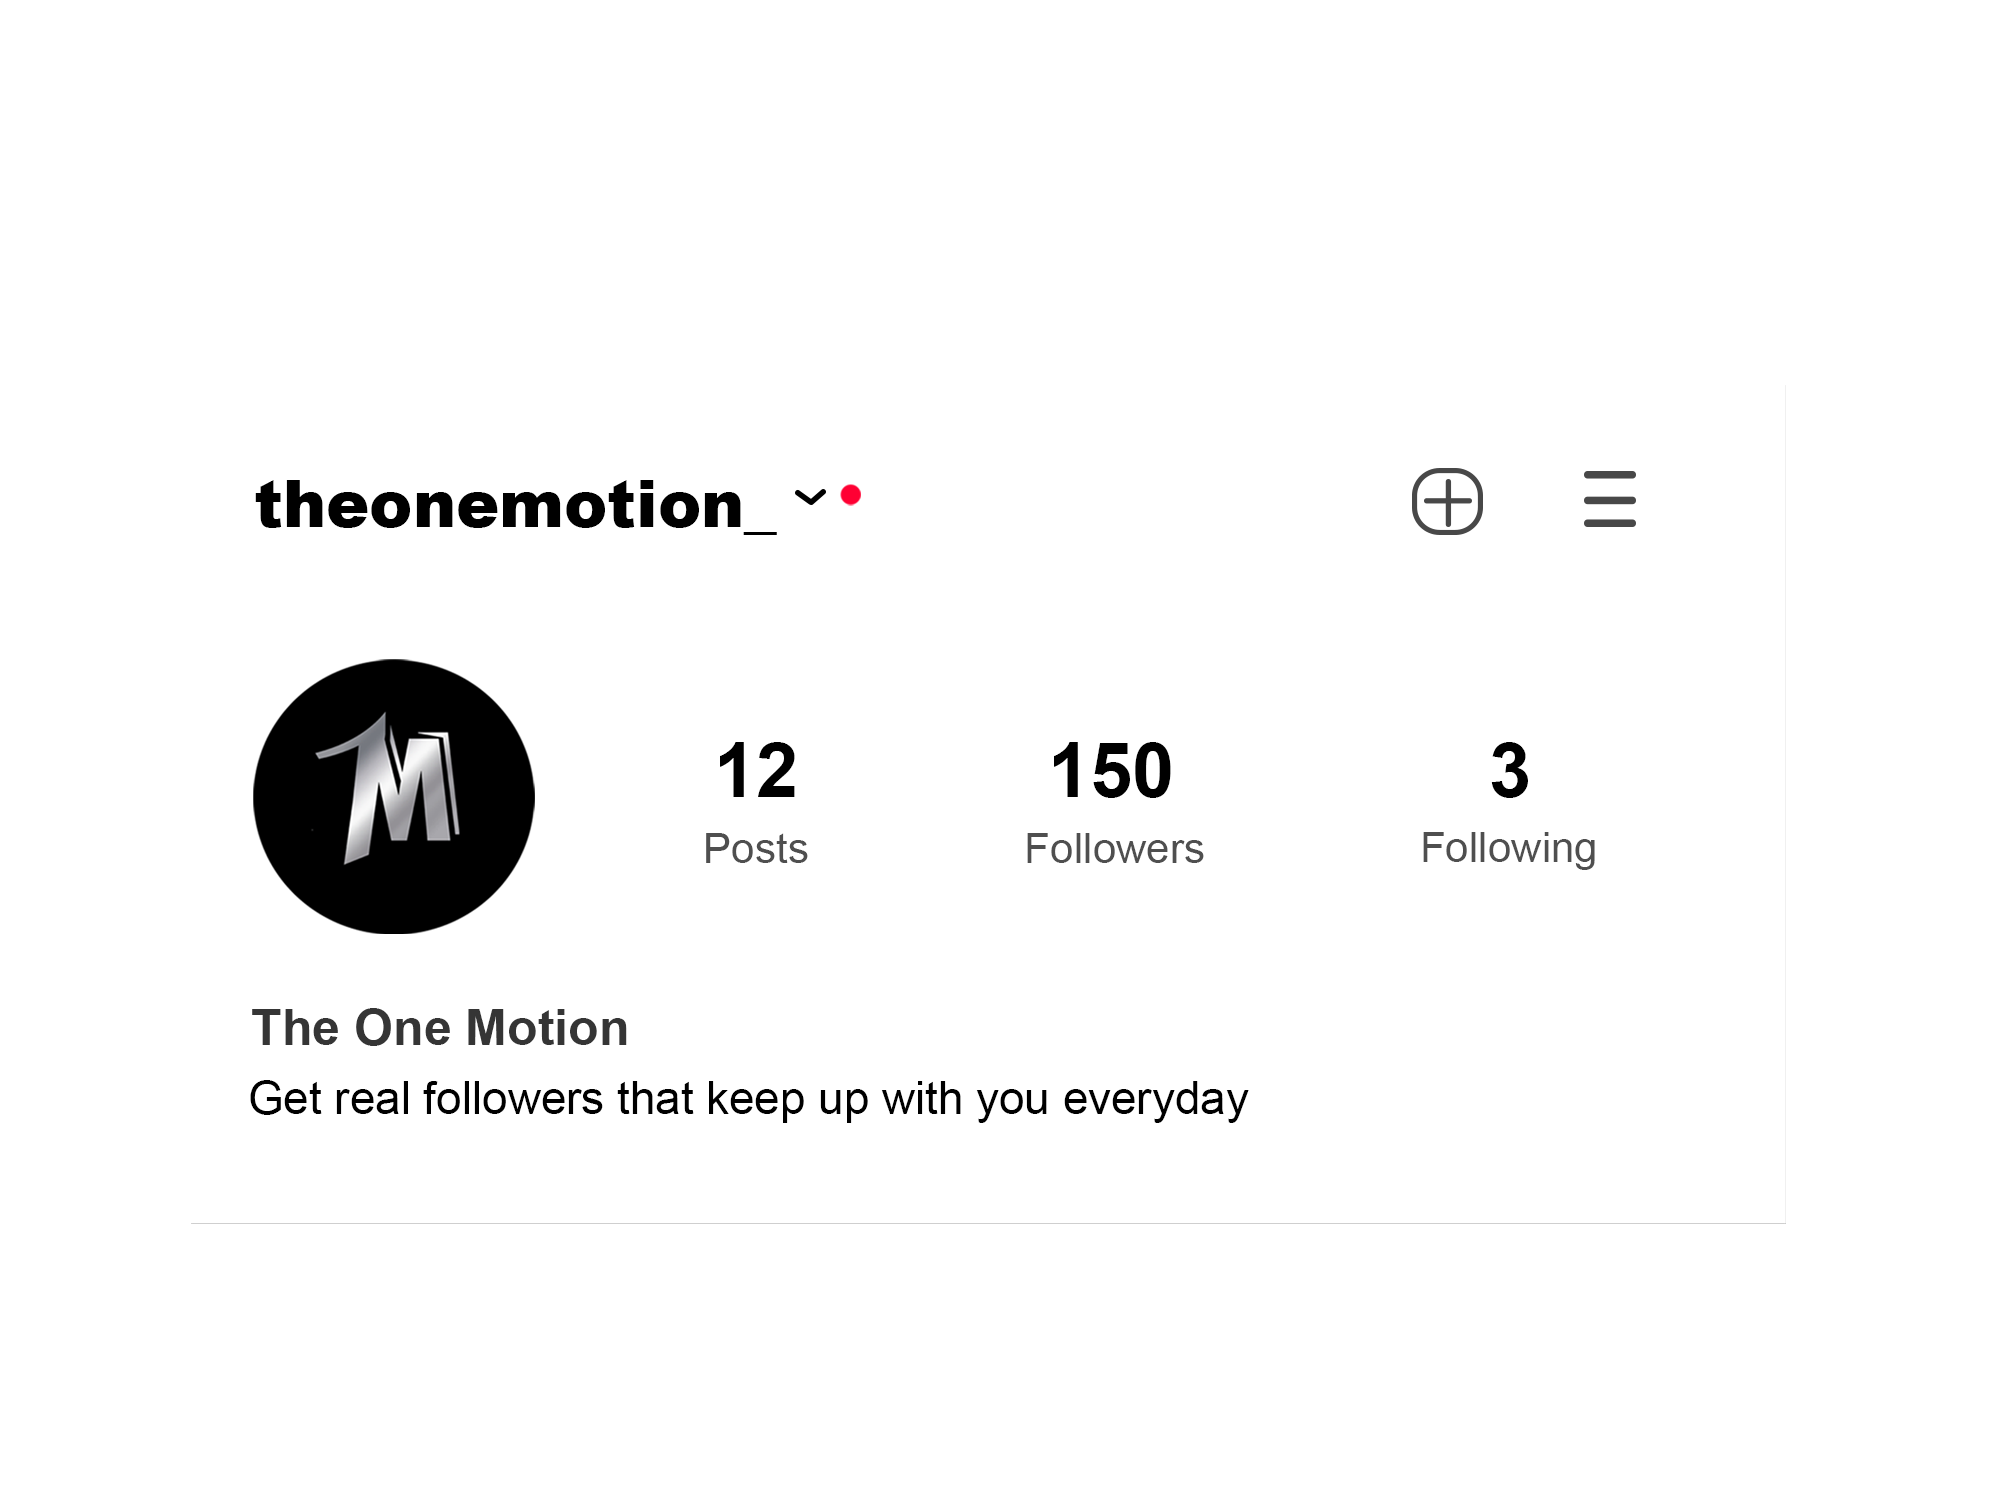 theonemotion_
1M
12
150
3
Posts
Followers
Following
The One Motion
Get real followers that keep up with you everyday